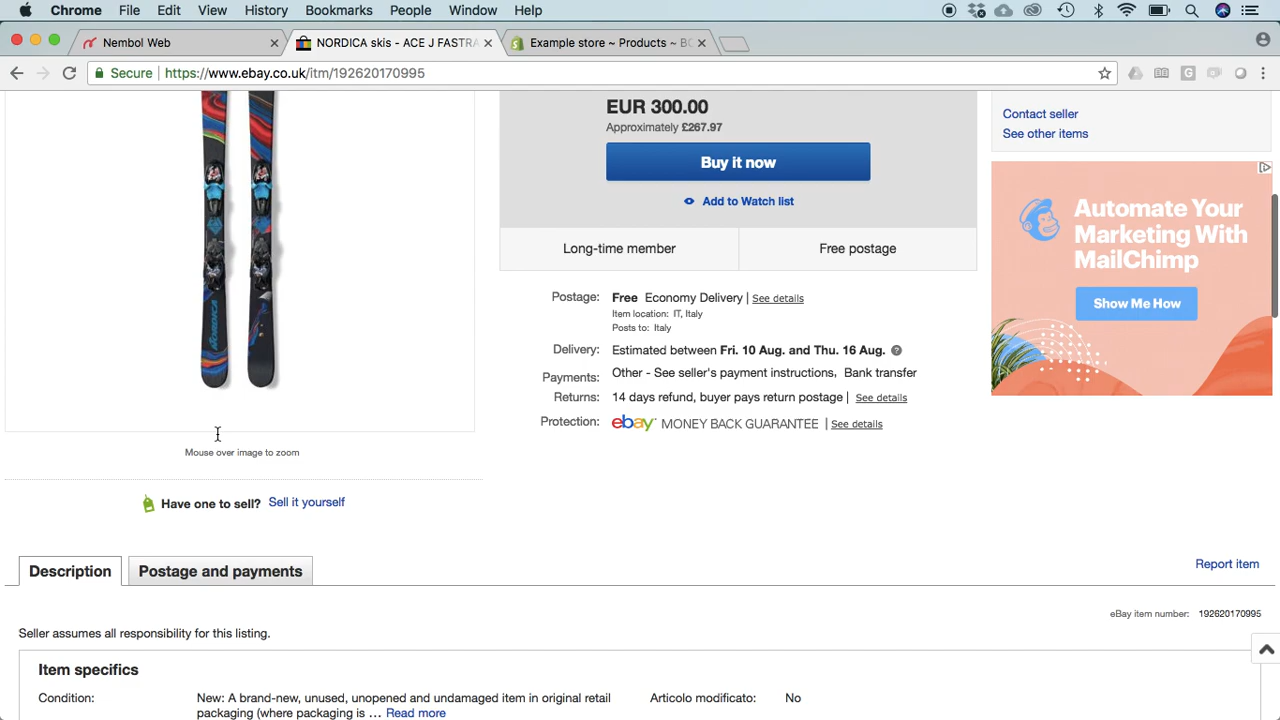 Chrome File Edit View History Bookmarks People Window Help
Nembol Web
NORDICA skis - ACE J FASTRA
Example store ~ Products ~ BC
Secure https://www.ebay.co.uk/itm/192620170995
EUR 300.00
Approximately £267.97
Buy it now
Add to Watch list
Long-time member
Free postage
Contact seller
See other items
Automate Your
Marketing With
MailChimp
Show Me How
Postage: Free Economy Delivery | See details
Item location: IT, Italy
Posts to: Italy
Delivery: Estimated between Fri. 10 Aug. and Thu. 16 Aug.
Payments: Other - See seller's payment instructions, Bank transfer
Returns: 14 days refund, buyer pays return postage | See details
Protection: ebay MONEY BACK GUARANTEE | See details
NORDICA
Mouse over image to zoom
Have one to sell? Sell it yourself
Description
Postage and payments
Report item
eBay item number: 192620170995
Seller assumes all responsibility for this listing.
Item specifics
Condition: New: A brand-new, unused, unopened and undamaged item in original retail
packaging (where packaging is ... Read more
Articolo modificato: No